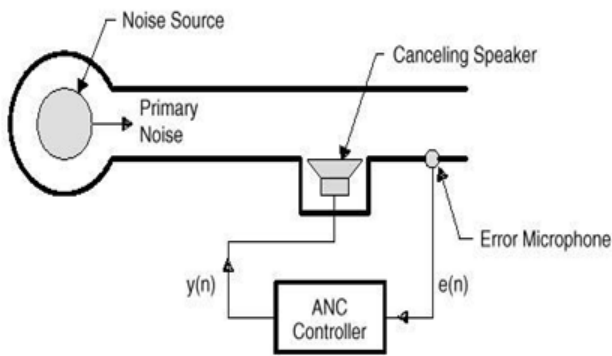 Noise Source
Canceling Speaker
Primary
Noise
Error Microphone
y(n)
ANC
Controller
e(n)